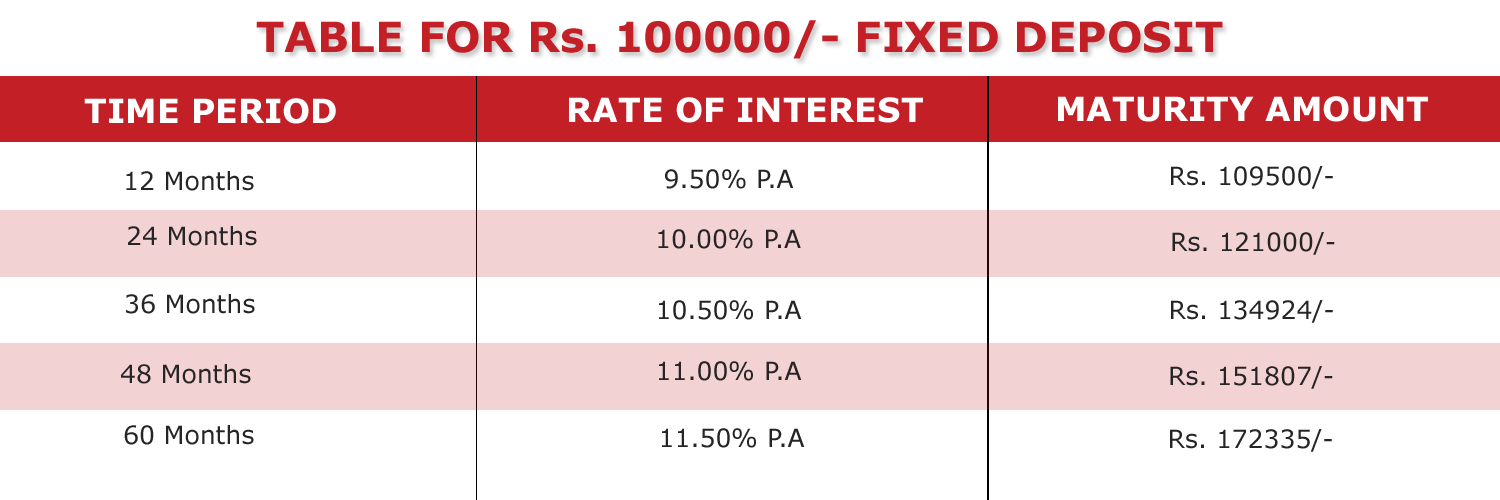 TABLE FOR Rs. 100000/- FIXED DEPOSIT
TIME PERIOD RATE OF INTEREST MATURITY AMOUNT
12 Months 9.50% P.A Rs. 109500/-
24 Months 10.00% P.A Rs. 121000/-
36 Months 10.50% P.A Rs. 134924/-
48 Months 11.00% P.A Rs. 151807/-
60 Months 11.50% P.A Rs. 172335/-